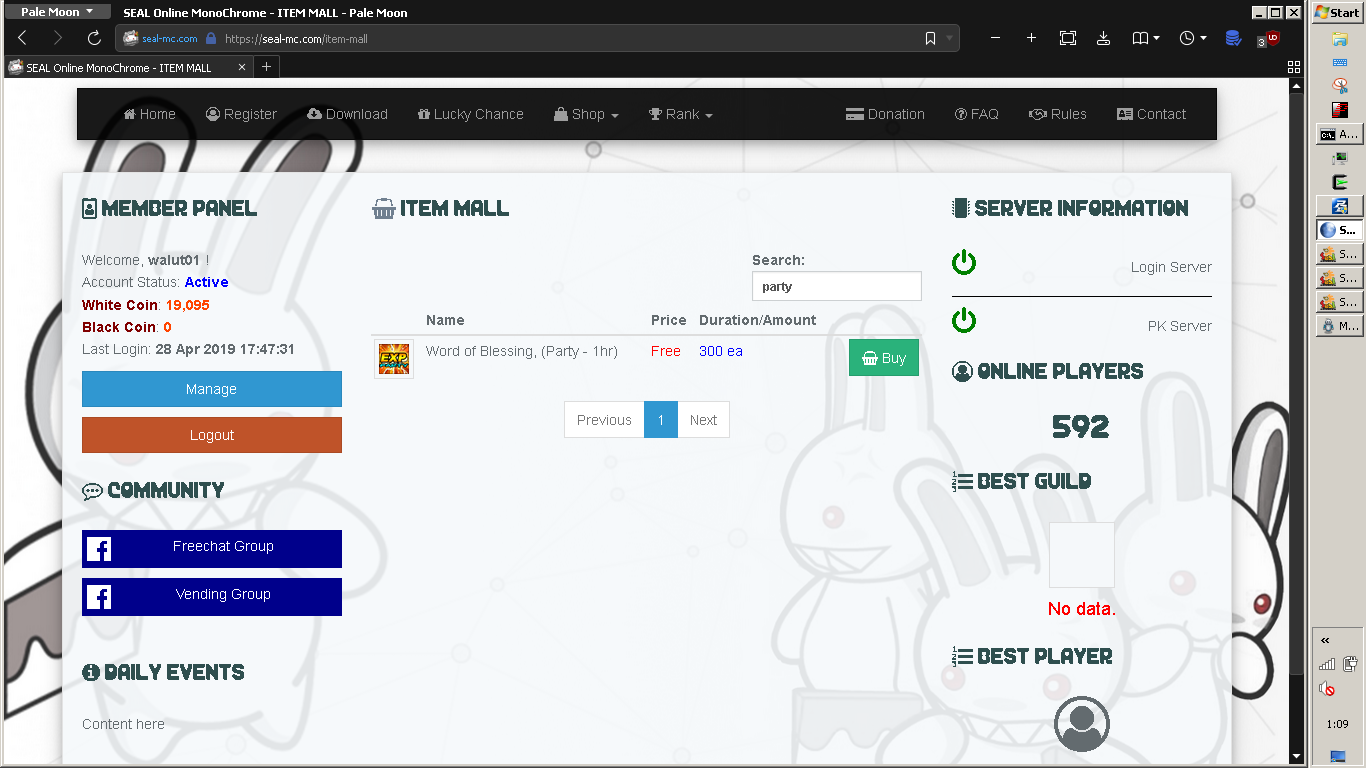 Pale Moon
SEAL Online MonoChrome - ITEM MALL - Pale Moon
seal-mc.com
https://seal-mc.com/item-mall
3
SEAL Online MonoChrome - ITEM MALL
Home
Register
Download
Lucky Chance
Shop
Rank
Donation
FAQ
Rules
Contact
MEMBER PANEL
Welcome, walut01 !
Account Status: Active
White Coin: 19,095
Black Coin: 0
Last Login: 28 Apr 2019 17:47:31
Manage
Logout
COMMUNITY
Freechat Group
Vending Group
DAILY EVENTS
Content here
ITEM MALL
Search:
party
Name Price Duration/Amount
EXP
Word of Blessing, (Party - 1hr) Free 300 ea Buy
Previous 1 Next
SERVER INFORMATION
Login Server
PK Server
ONLINE PLAYERS
592
BEST GUILD
No data.
BEST PLAYER
Start
A...
S...
S...
S...
S...
M...
1:09